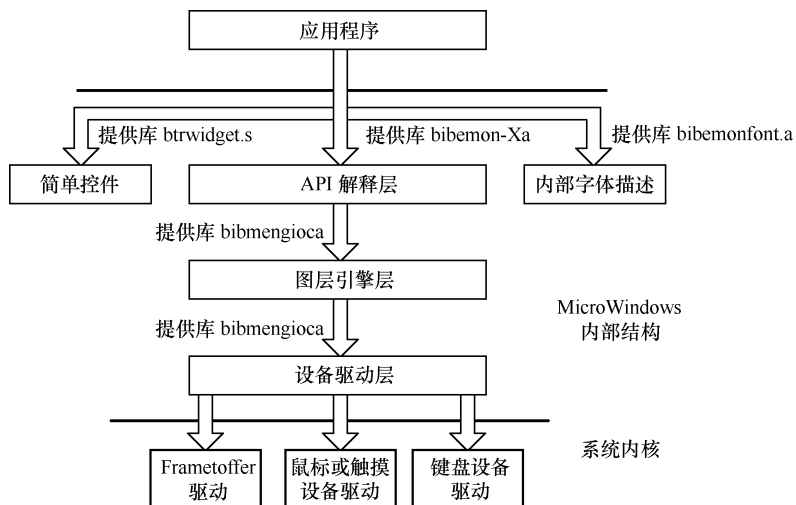 应用程序
提供库 btrwidget.s
提供库 bibemon-Xa
提供库 bibemonfont.a
简单控件
API 解释层
内部字体描述
提供库 bibmengioca
图层引擎层
MicroWindows
内部结构
提供库 bibmengioca
设备驱动层
系统内核
Frametoffer
驱动
鼠标或触摸
设备驱动
键盘设备
驱动